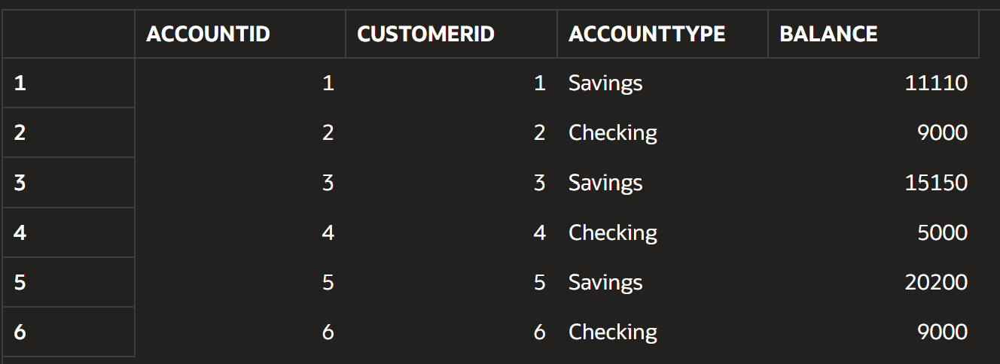 ACCOUNTID CUSTOMERID ACCOUNTTYPE BALANCE
1 1 1 Savings 11110
2 2 2 Checking 9000
3 3 3 Savings 15150
4 4 4 Checking 5000
5 5 5 Savings 20200
6 6 6 Checking 9000